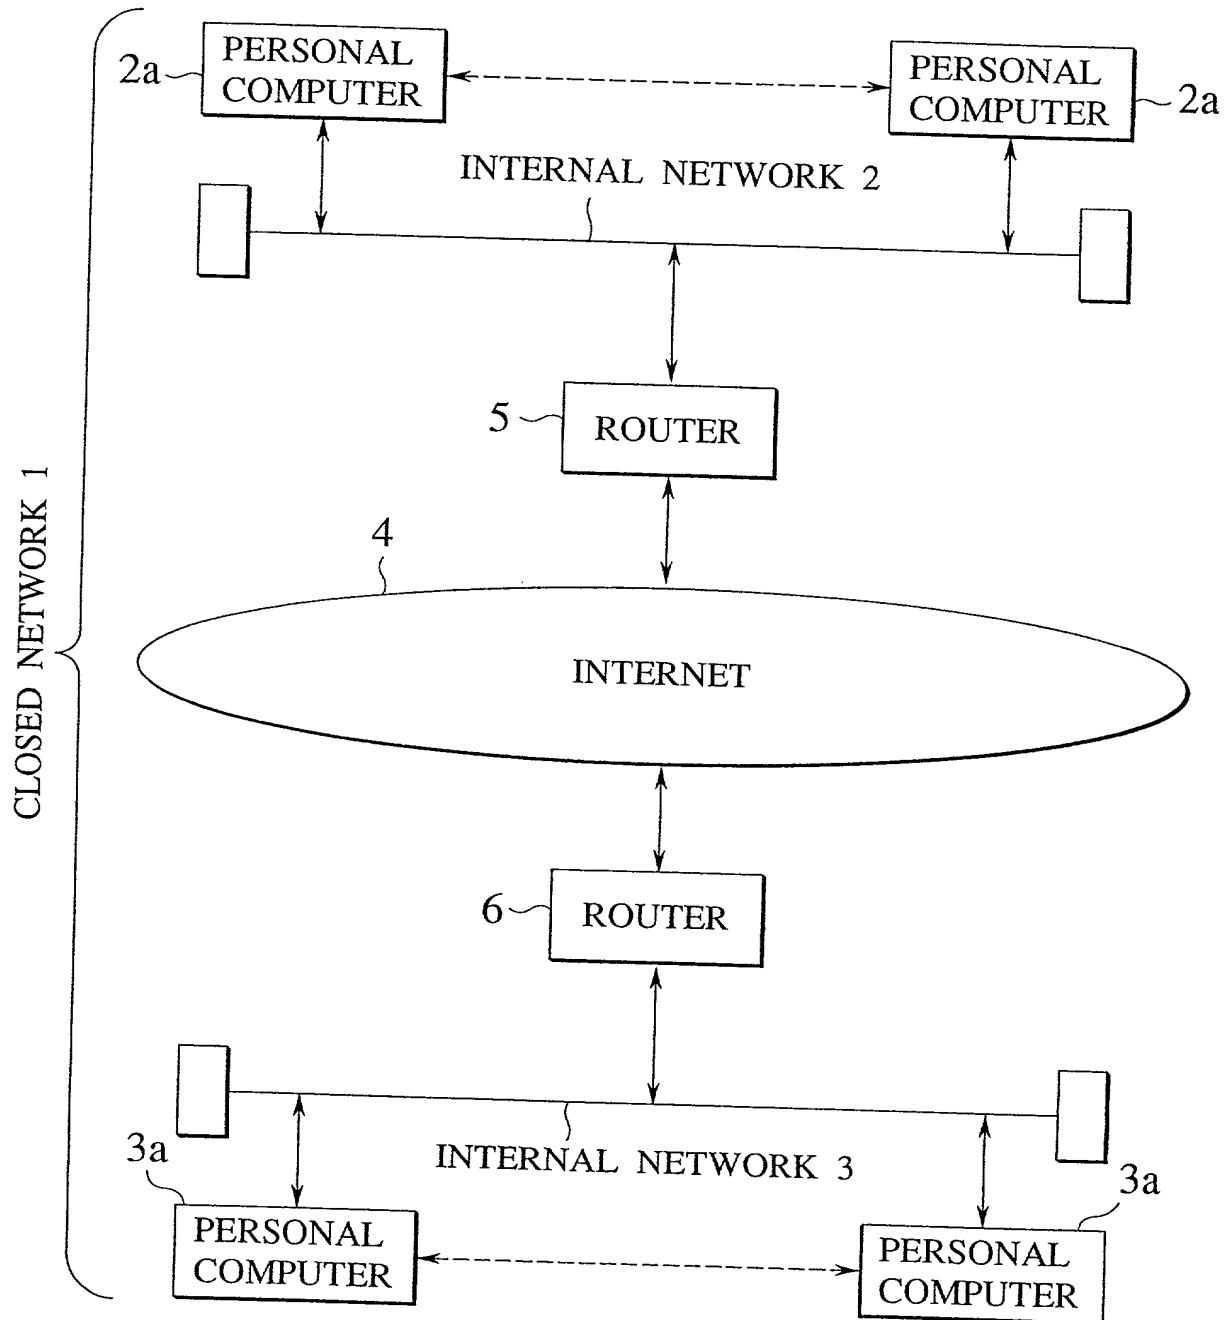 PERSONAL
COMPUTER
2a
PERSONAL
COMPUTER
2a
INTERNAL NETWORK 2
5
ROUTER
CLOSED NETWORK 1
4
INTERNET
6
ROUTER
INTERNAL NETWORK 3
3a
PERSONAL
COMPUTER
3a
PERSONAL
COMPUTER